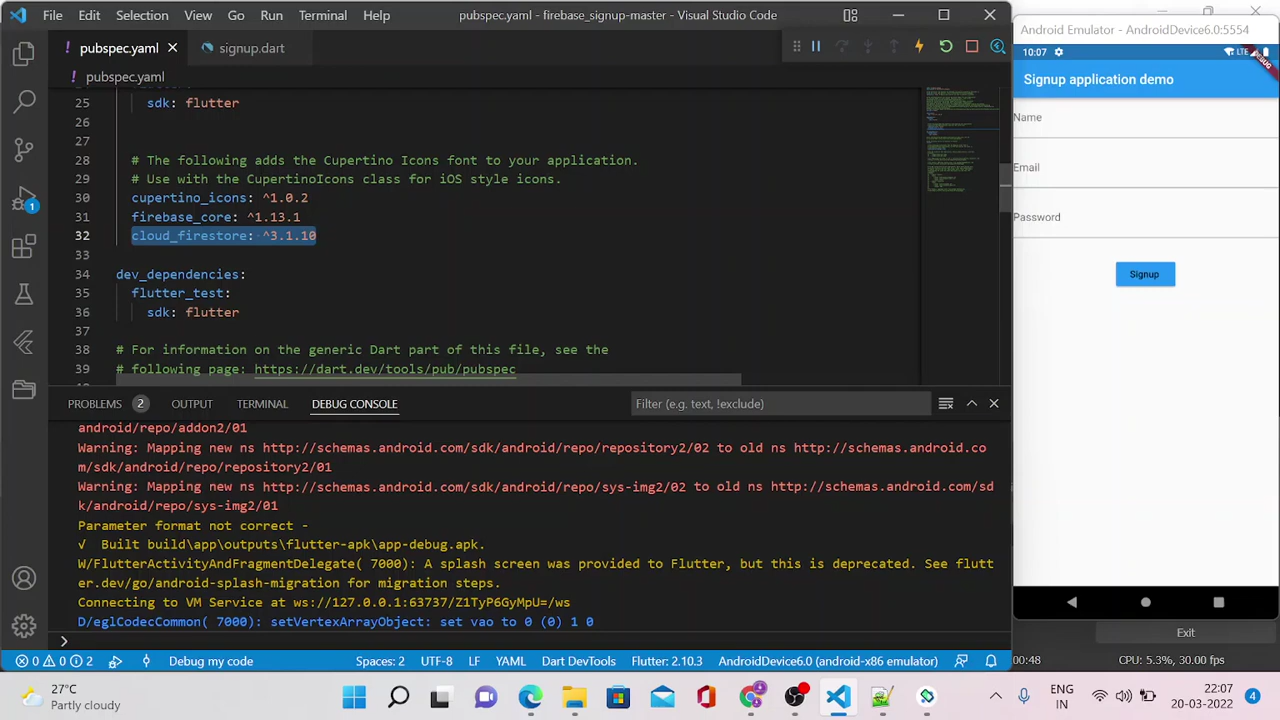 File Edit Selection View Go Run Terminal Help
pubspec.yaml - firebase_signup-master - Visual Studio Code
pubspec.yaml
signup.dart
pubspec.yaml
25 sdk: flutter
26
27
28 # The following adds the Cupertino Icons font to your application.
29 # Use with the CupertinoIcons class for iOS style icons.
30 cupertino_icons: ^1.0.2
31 firebase_core: ^1.13.1
32 cloud_firestore: ^3.1.10
33
34 dev_dependencies:
35 flutter_test:
36 sdk: flutter
37
38 # For information on the generic Dart part of this file, see the
39 # following page: https://dart.dev/tools/pub/pubspec
PROBLEMS 2 OUTPUT TERMINAL DEBUG CONSOLE
Filter (e.g. text, !exclude)
android/repo/addon2/01
Warning: Mapping new ns http://schemas.android.com/sdk/android/repo/repository2/02 to old ns http://schemas.android.co
m/sdk/android/repo/repository2/01
Warning: Mapping new ns http://schemas.android.com/sdk/android/repo/sys-img2/02 to old ns http://schemas.android.com/sd
k/android/repo/sys-img2/01
Parameter format not correct -
√ Built build\app\outputs\flutter-apk\app-debug.apk.
W/FlutterActivityAndFragmentDelegate( 7000): A splash screen was provided to Flutter, but this is deprecated. See flutt
er.dev/go/android-splash-migration for migration steps.
Connecting to VM Service at ws://127.0.0.1:63737/Z1TyP6GyMpU=/ws
D/eglCodecCommon( 7000): setVertexArrayObject: set vao to 0 (0) 1 0
1
0 0 2 Debug my code Spaces: 2 UTF-8 LF YAML Dart DevTools Flutter: 2.10.3 AndroidDevice6.0 (android-x86 emulator)
Android Emulator - AndroidDevice6.0:5554
10:07 LTE
DEBUG
Signup application demo
Name
Email
Password
Signup
Exit
:00:48 CPU: 5.3%, 30.00 fps
27°C
Partly cloudy
ENG
IN
22:07
20-03-2022
4